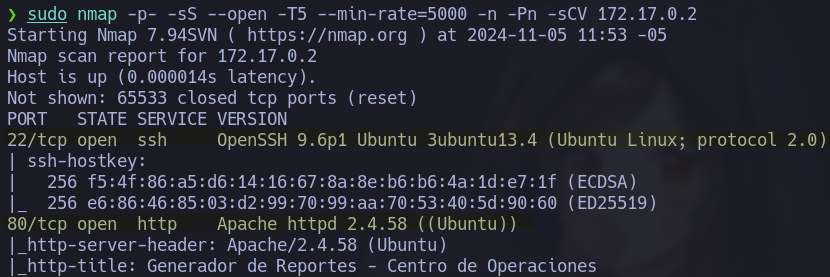 ❯ sudo nmap -p- -sS --open -T5 --min-rate=5000 -n -Pn -sCV 172.17.0.2
Starting Nmap 7.94SVN ( https://nmap.org ) at 2024-11-05 11:53 -05
Nmap scan report for 172.17.0.2
Host is up (0.000014s latency).
Not shown: 65533 closed tcp ports (reset)
PORT   STATE SERVICE VERSION
22/tcp open  ssh     OpenSSH 9.6p1 Ubuntu 3ubuntu13.4 (Ubuntu Linux; protocol 2.0)
| ssh-hostkey:
|   256 f5:4f:86:a5:d6:14:16:67:8a:8e:b6:b6:4a:1d:e7:1f (ECDSA)
|_  256 e6:86:46:85:03:d2:99:70:99:aa:70:53:40:5d:90:60 (ED25519)
80/tcp open  http    Apache httpd 2.4.58 ((Ubuntu))
|_http-server-header: Apache/2.4.58 (Ubuntu)
|_http-title: Generador de Reportes - Centro de Operaciones